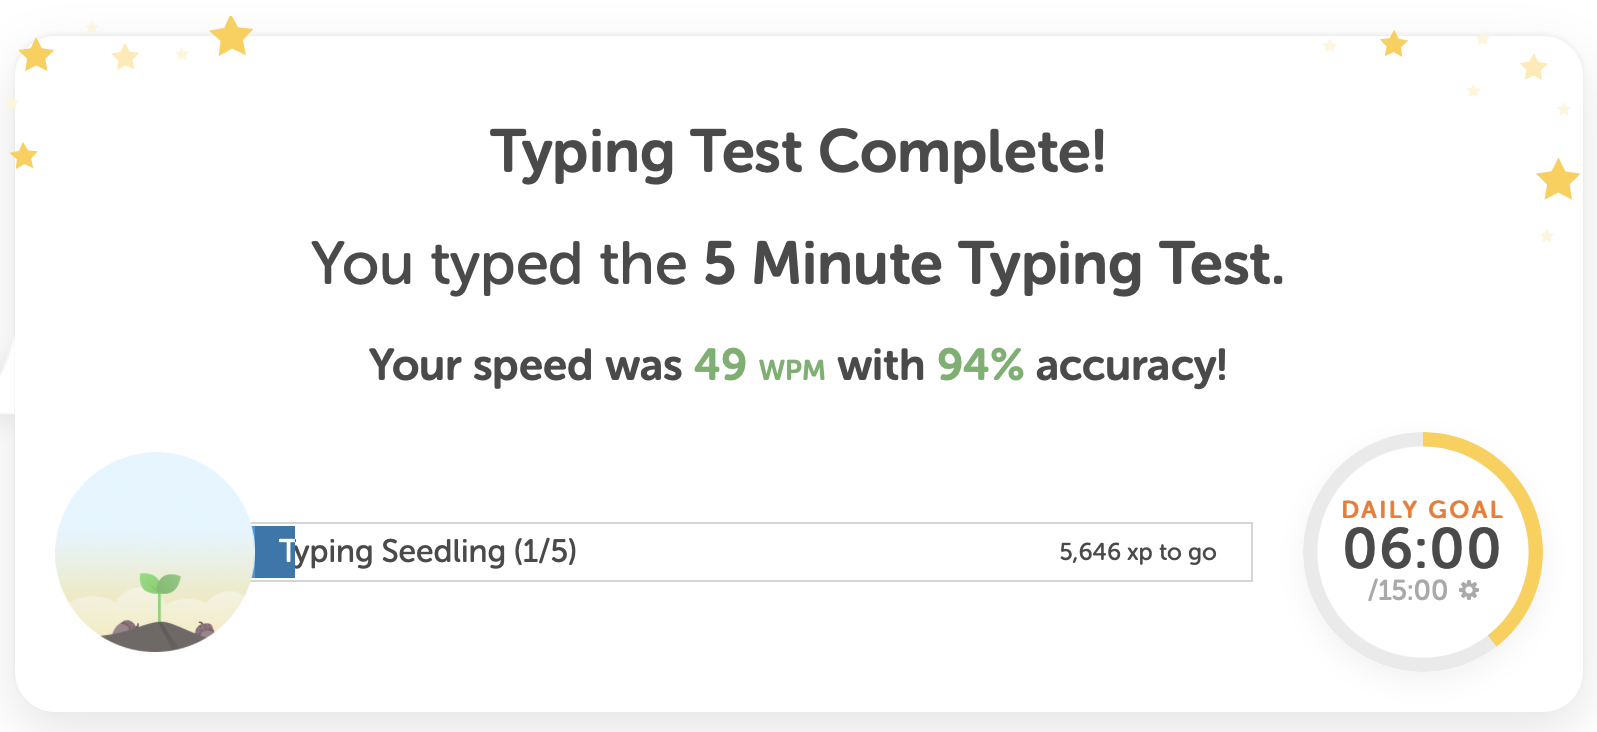 Typing Test Complete!
You typed the 5 Minute Typing Test.
Your speed was 49 WPM with 94% accuracy!
Typing Seedling (1/5)
5,646 xp to go
DAILY GOAL
06:00
/15:00